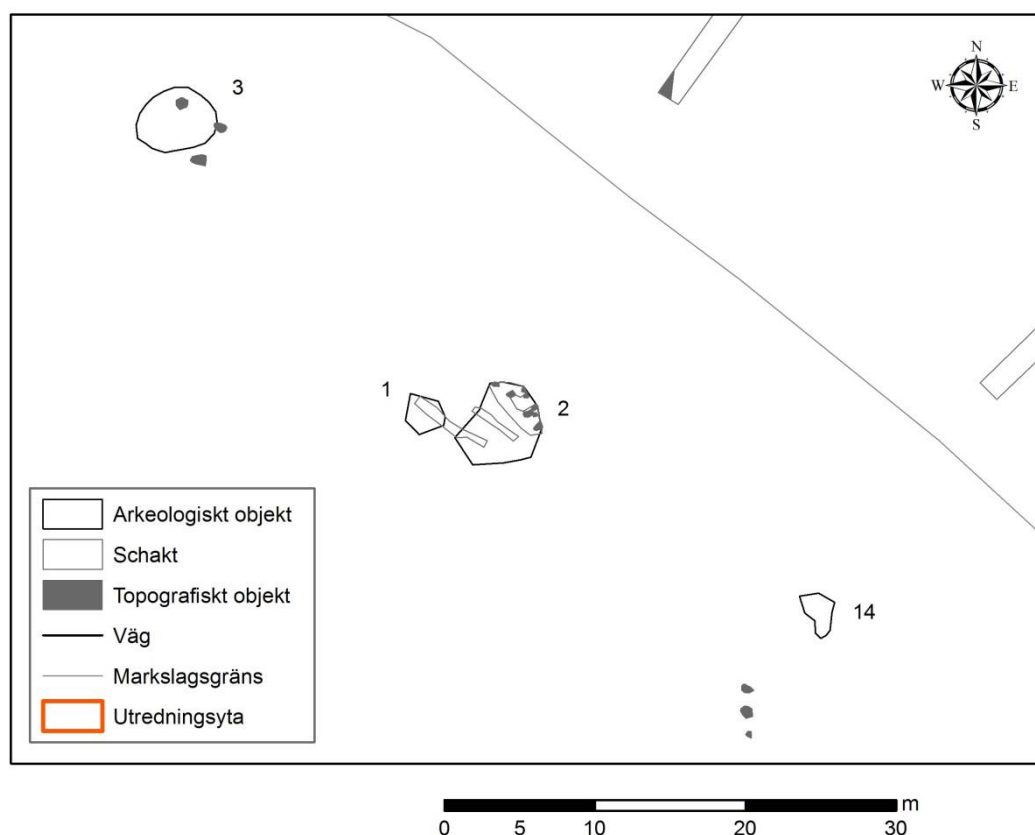 3
N
W E
S
1
2
Arkeologiskt objekt
Schakt
Topografiskt objekt
Väg
Markslagsgräns
Utredningsyta
14
m
0 5 10 20 30